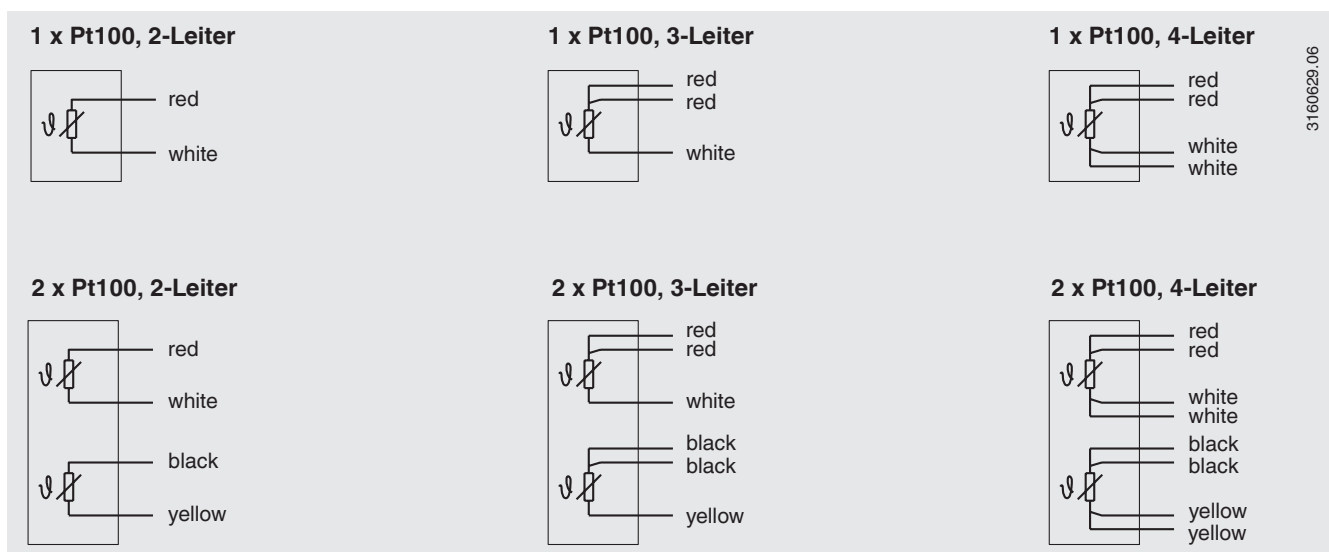 1 x Pt100, 2-Leiter
red
ϑ
white
1 x Pt100, 3-Leiter
red
red
ϑ
white
1 x Pt100, 4-Leiter
red
red
ϑ
white
white
3160629.06
2 x Pt100, 2-Leiter
red
ϑ
white
black
ϑ
yellow
2 x Pt100, 3-Leiter
red
red
ϑ
white
black
black
ϑ
yellow
2 x Pt100, 4-Leiter
red
red
ϑ
white
white
black
black
ϑ
yellow
yellow